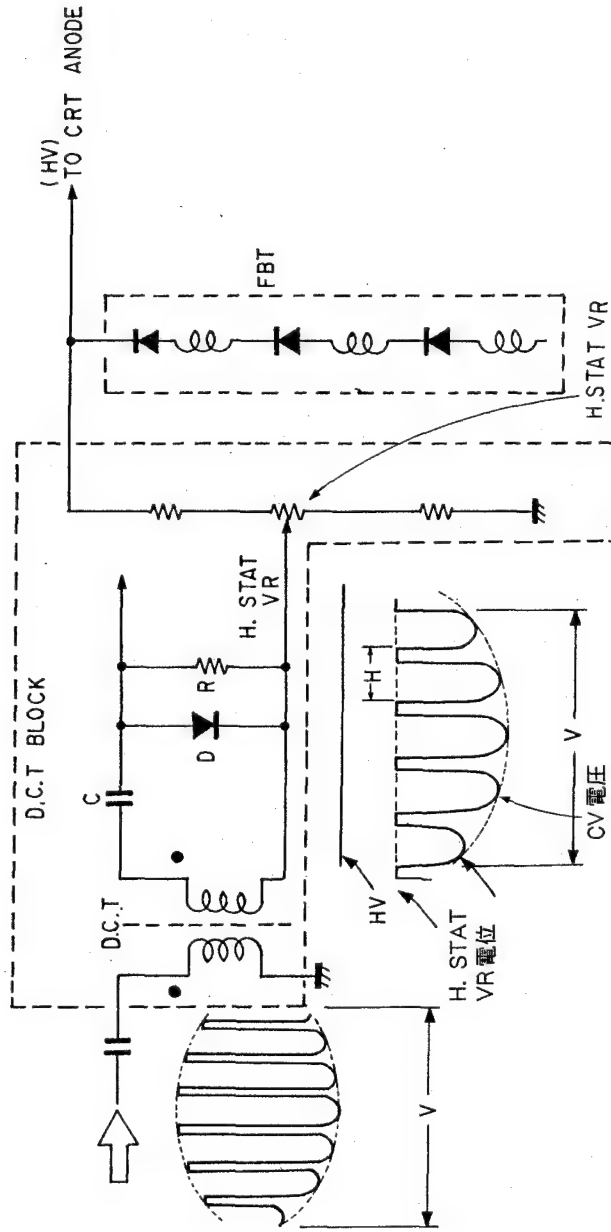 (HV)
TO CRT ANODE
D.C.T BLOCK
FBT
C
D
R
D.C.T
H. STAT
VR
H.STAT VR
HV
H
H. STAT
VR電位
V
V
CV電圧